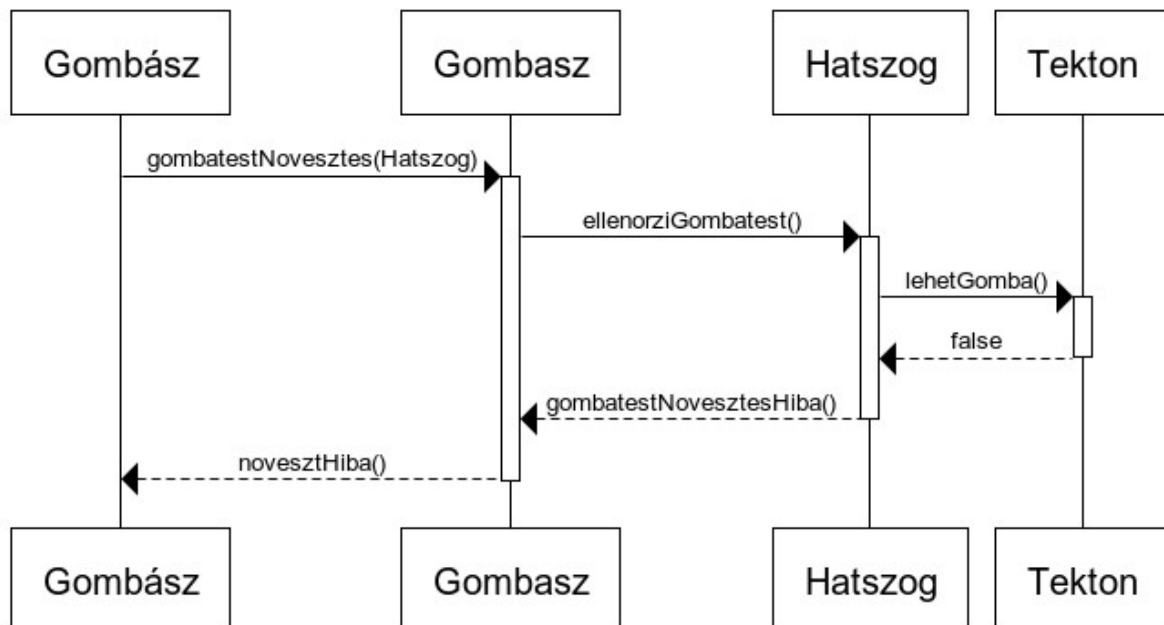 Gombász
Gombasz
Hatszog
Tekton
gombatestNovesztes(Hatszog)
ellenorziGombatest()
lehetGomba()
false
gombatestNovesztesHiba()
novesztHiba()
Gombász
Gombasz
Hatszog
Tekton